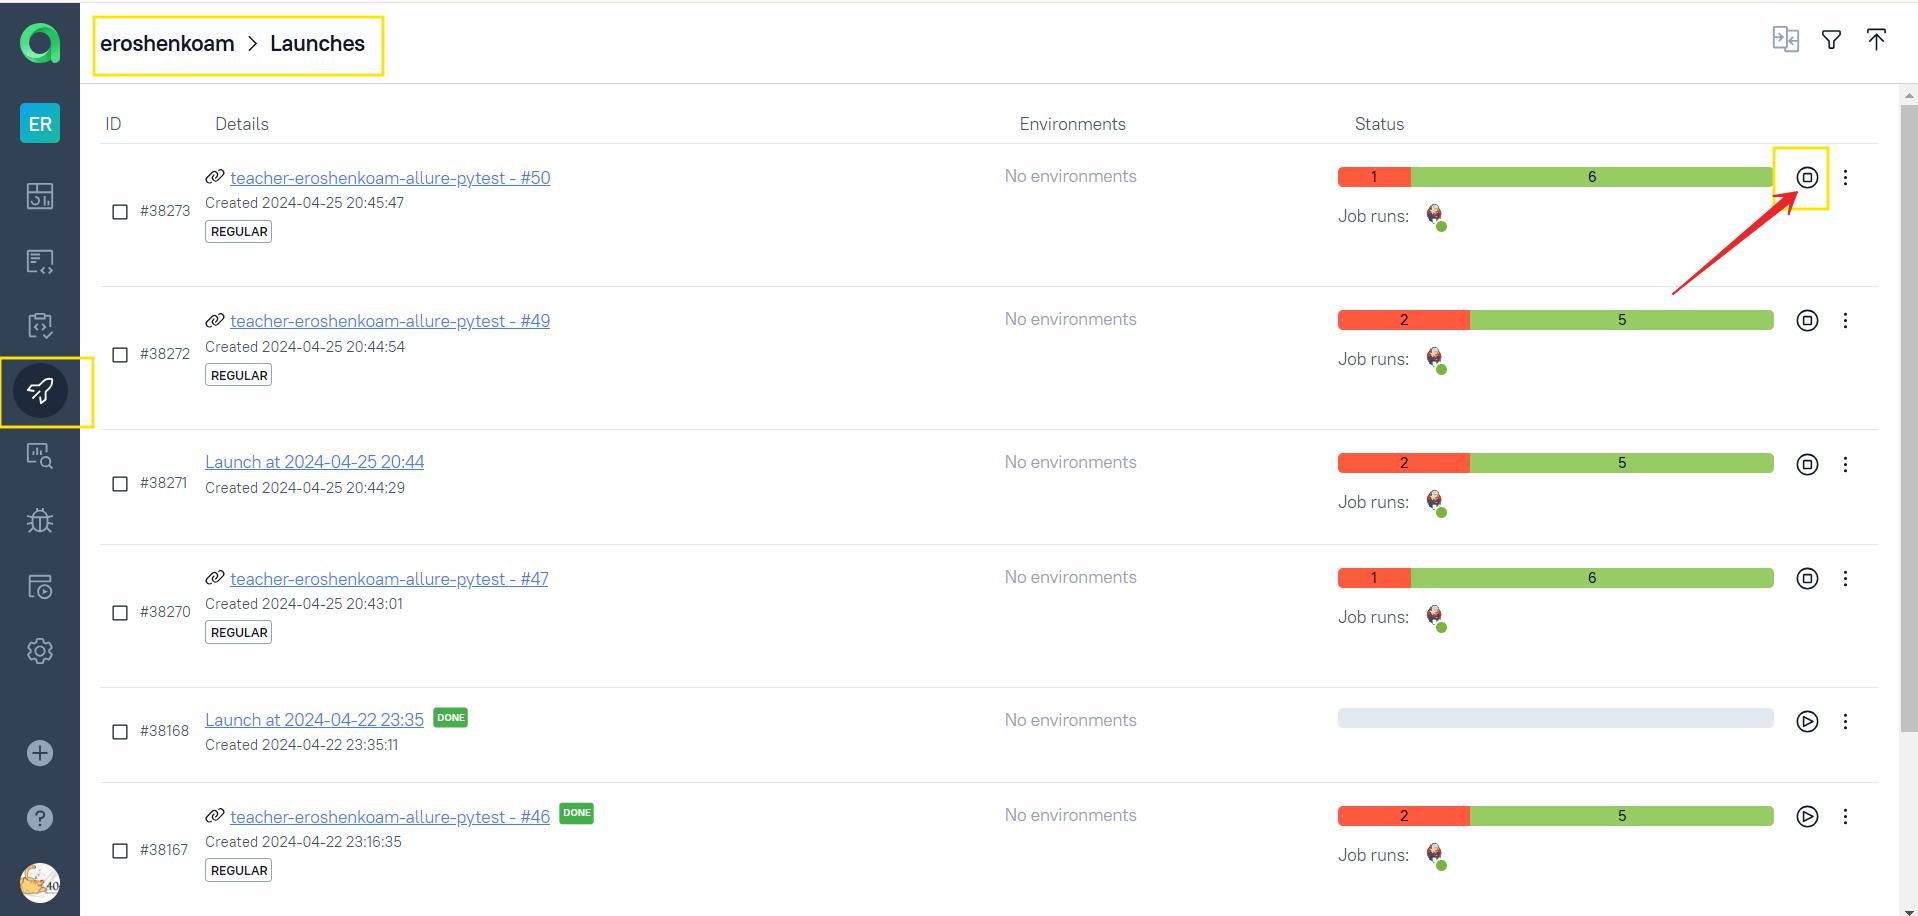 eroshenkoam > Launches
ER
ID Details Environments Status
teacher-eroshenkoam-allure-pytest - #50 No environments 1 6
Created 2024-04-25 20:45:47
#38273
Job runs:
REGULAR
teacher-eroshenkoam-allure-pytest - #49 No environments 2 5
Created 2024-04-25 20:44:54
#38272
Job runs:
REGULAR
Launch at 2024-04-25 20:44 No environments 2 5
#38271
Created 2024-04-25 20:44:29
Job runs:
teacher-eroshenkoam-allure-pytest - #47 No environments 1 6
Created 2024-04-25 20:43:01
#38270
Job runs:
REGULAR
Launch at 2024-04-22 23:35 DONE No environments
#38168
Created 2024-04-22 23:35:11
teacher-eroshenkoam-allure-pytest - #46 DONE No environments 2 5
Created 2024-04-22 23:16:35
#38167
Job runs:
REGULAR
40